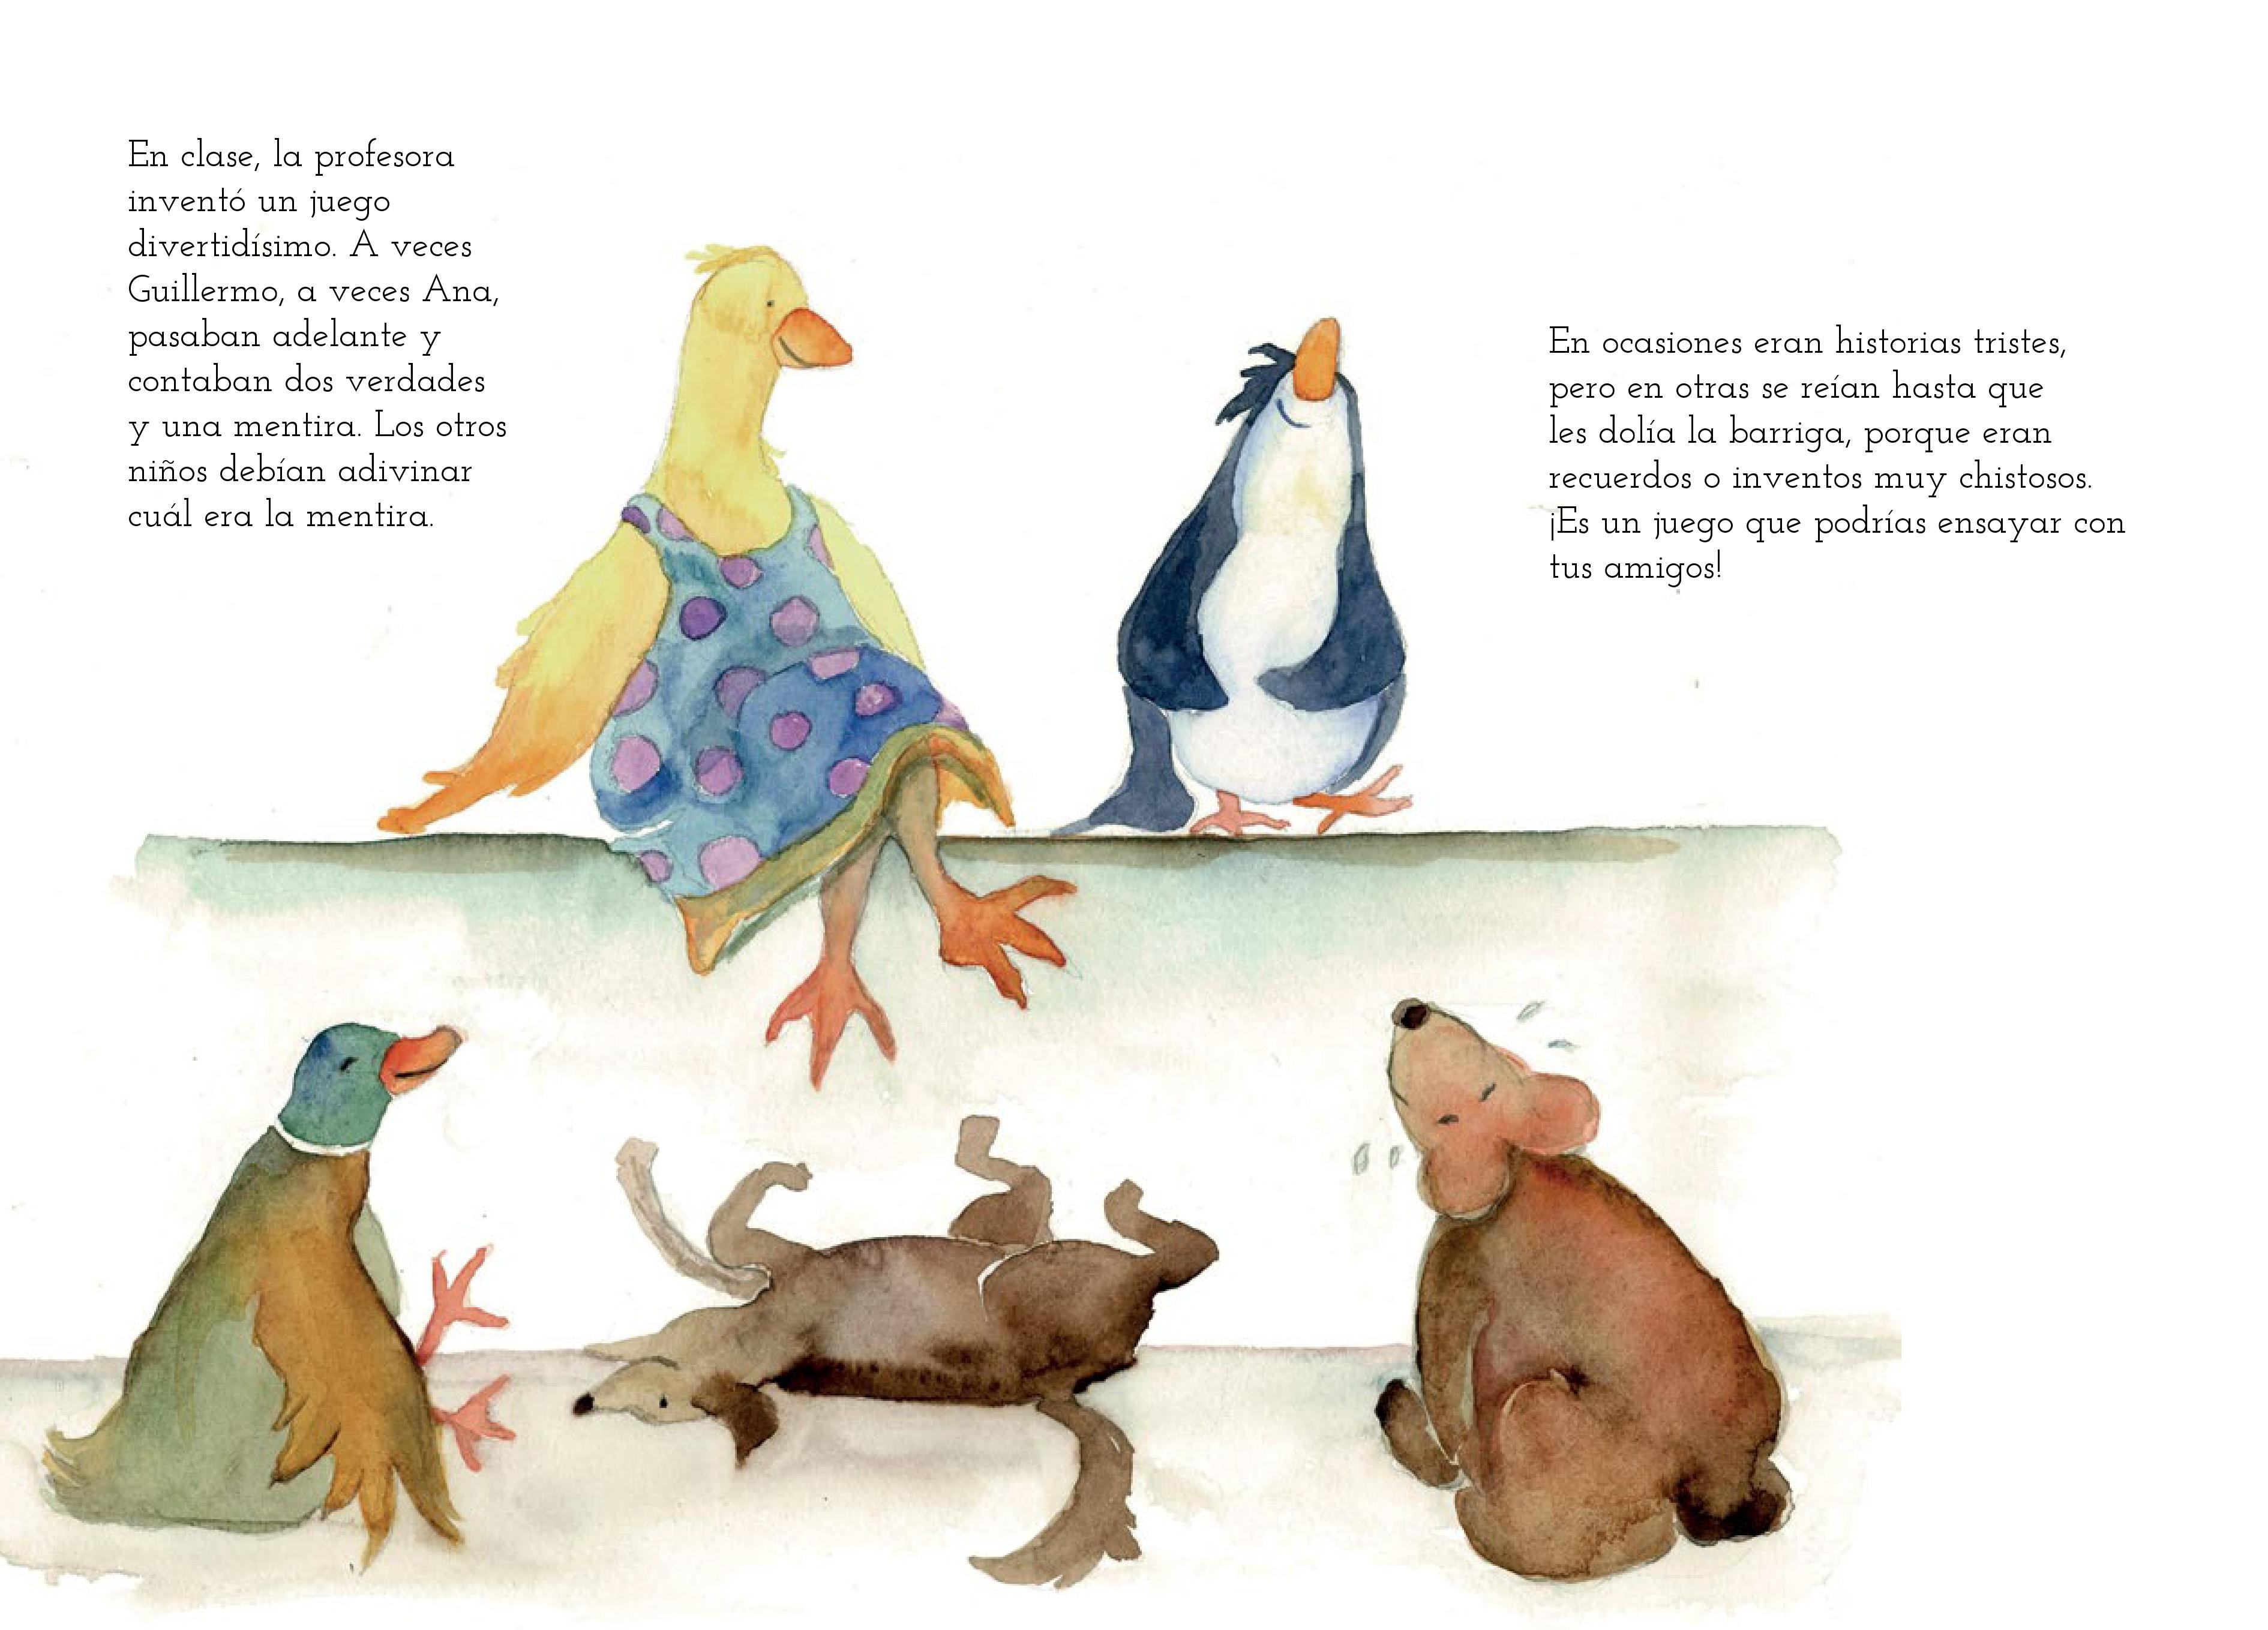 En clase, la profesora
inventó un juego
divertidísimo. A veces
Guillermo, a veces Ana,
pasaban adelante y
contaban dos verdades
y una mentira. Los otros
niños debían adivinar
cuál era la mentira.
En ocasiones eran historias tristes,
pero en otras se reían hasta que
les dolía la barriga, porque eran
recuerdos o inventos muy chistosos.
¡Es un juego que podrías ensayar con
tus amigos!